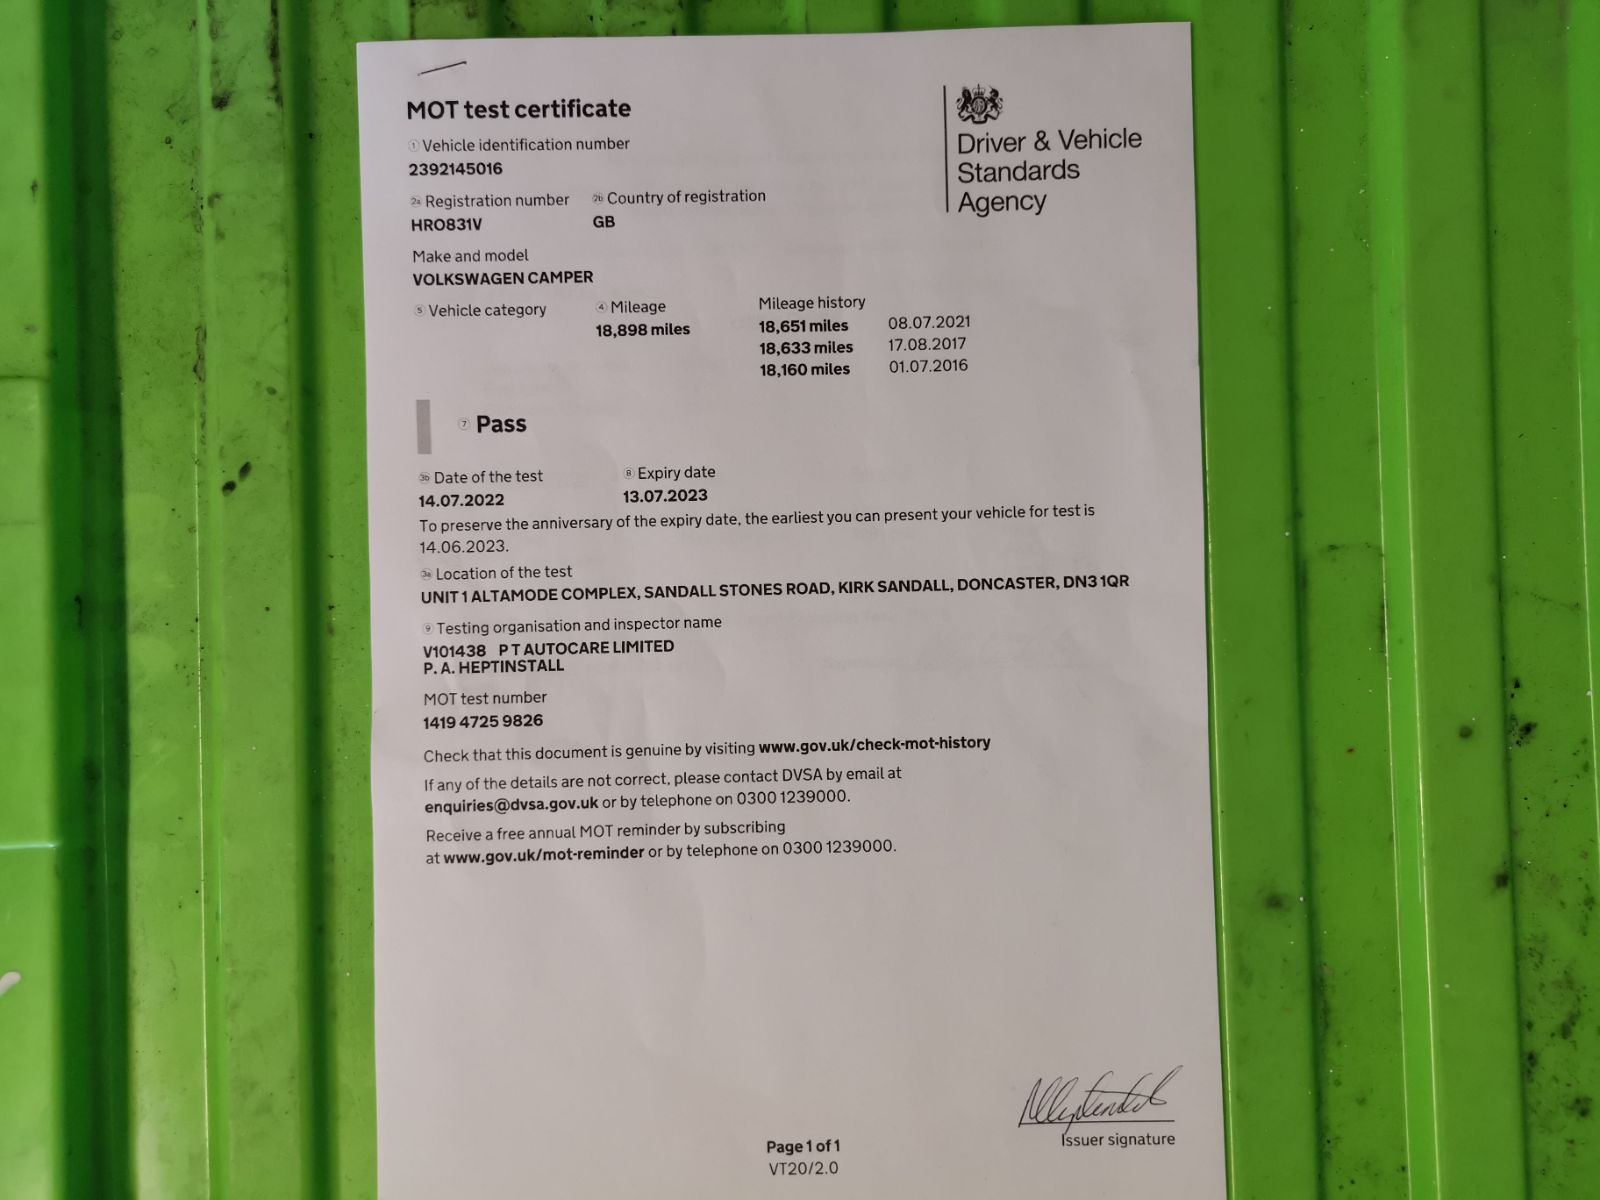 MOT test certificate
Driver & Vehicle
Standards
Agency
1 Vehicle identification number
2392145016
2a Registration number 2b Country of registration
HRO831V GB
Make and model
VOLKSWAGEN CAMPER
5 Vehicle category 4 Mileage Mileage history
18,898 miles 18,651 miles 08.07.2021
18,633 miles 17.08.2017
18,160 miles 01.07.2016
7 Pass
3b Date of the test 8 Expiry date
14.07.2022 13.07.2023
To preserve the anniversary of the expiry date, the earliest you can present your vehicle for test is
14.06.2023.
3a Location of the test
UNIT 1 ALTAMODE COMPLEX, SANDALL STONES ROAD, KIRK SANDALL, DONCASTER, DN3 1QR
9 Testing organisation and inspector name
V101438 P T AUTOCARE LIMITED
P. A. HEPTINSTALL
MOT test number
1419 4725 9826
Check that this document is genuine by visiting www.gov.uk/check-mot-history
If any of the details are not correct, please contact DVSA by email at
enquiries@dvsa.gov.uk or by telephone on 0300 1239000.
Receive a free annual MOT reminder by subscribing
at www.gov.uk/mot-reminder or by telephone on 0300 1239000.
Issuer signature
Page 1 of 1
VT20/2.0